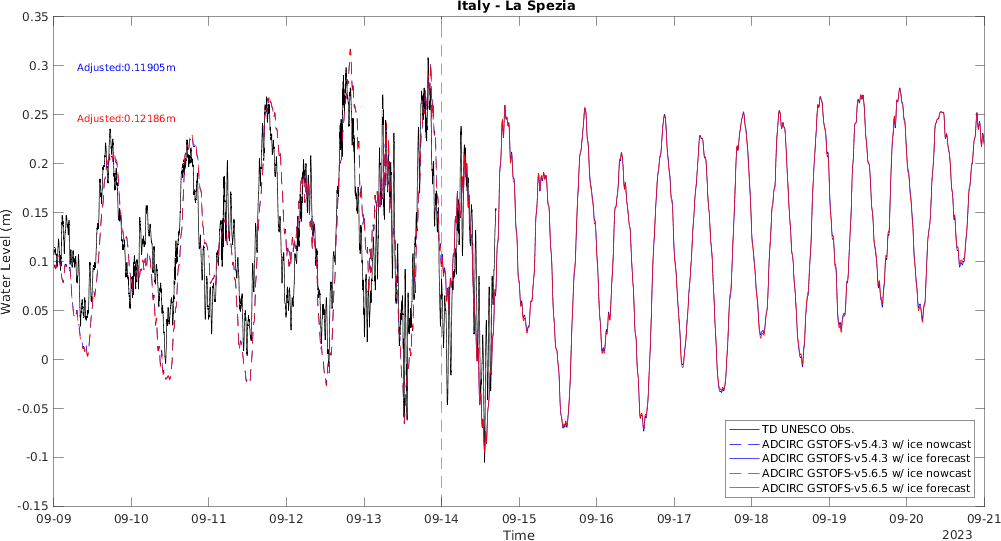 Italy - La Spezia
Water Level (m)
0.35
0.3
0.25
0.2
0.15
0.1
0.05
0
-0.05
-0.1
-0.15
Adjusted:0.11905m
Adjusted:0.12186m
TD UNESCO Obs.
ADCIRC GSTOFS-v5.4.3 w/ ice nowcast
ADCIRC GSTOFS-v5.4.3 w/ ice forecast
ADCIRC GSTOFS-v5.6.5 w/ ice nowcast
ADCIRC GSTOFS-v5.6.5 w/ ice forecast
09-09 09-10 09-11 09-12 09-13 09-14 09-15 09-16 09-17 09-18 09-19 09-20 09-21
Time
2023